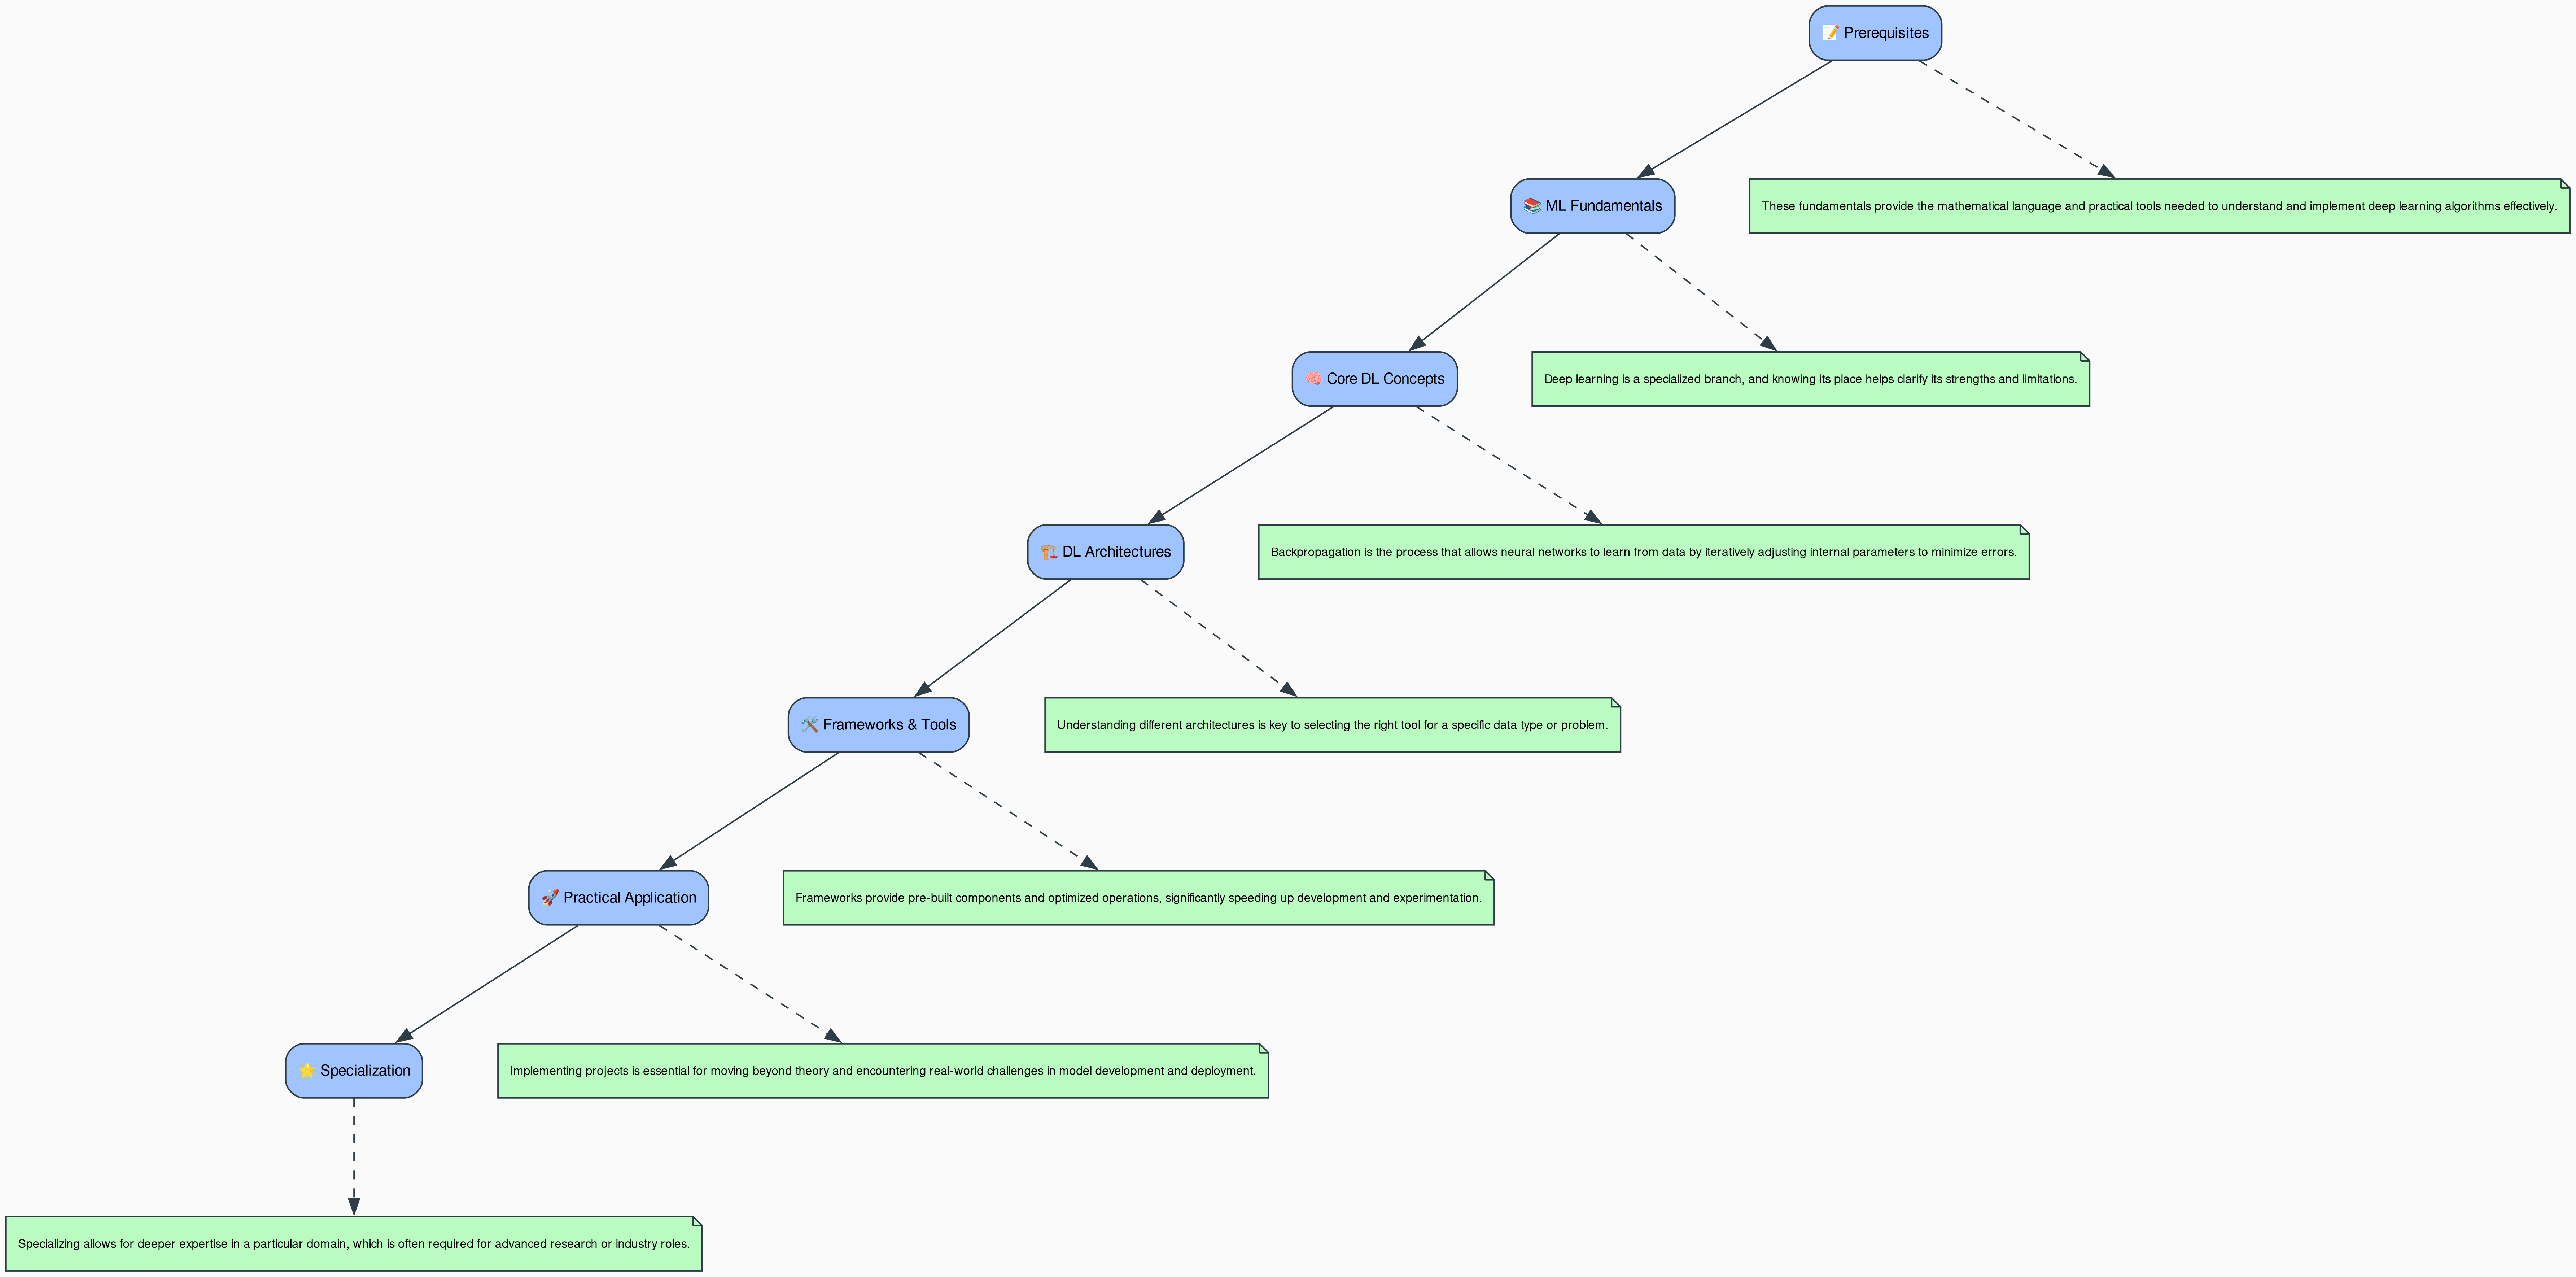 📝 Prerequisites
📚 ML Fundamentals
These fundamentals provide the mathematical language and practical tools needed to understand and implement deep learning algorithms effectively.
🧠 Core DL Concepts
Deep learning is a specialized branch, and knowing its place helps clarify its strengths and limitations.
🏗️ DL Architectures
Backpropagation is the process that allows neural networks to learn from data by iteratively adjusting internal parameters to minimize errors.
🛠️ Frameworks & Tools
Understanding different architectures is key to selecting the right tool for a specific data type or problem.
🚀 Practical Application
Frameworks provide pre-built components and optimized operations, significantly speeding up development and experimentation.
⭐ Specialization
Implementing projects is essential for moving beyond theory and encountering real-world challenges in model development and deployment.
Specializing allows for deeper expertise in a particular domain, which is often required for advanced research or industry roles.